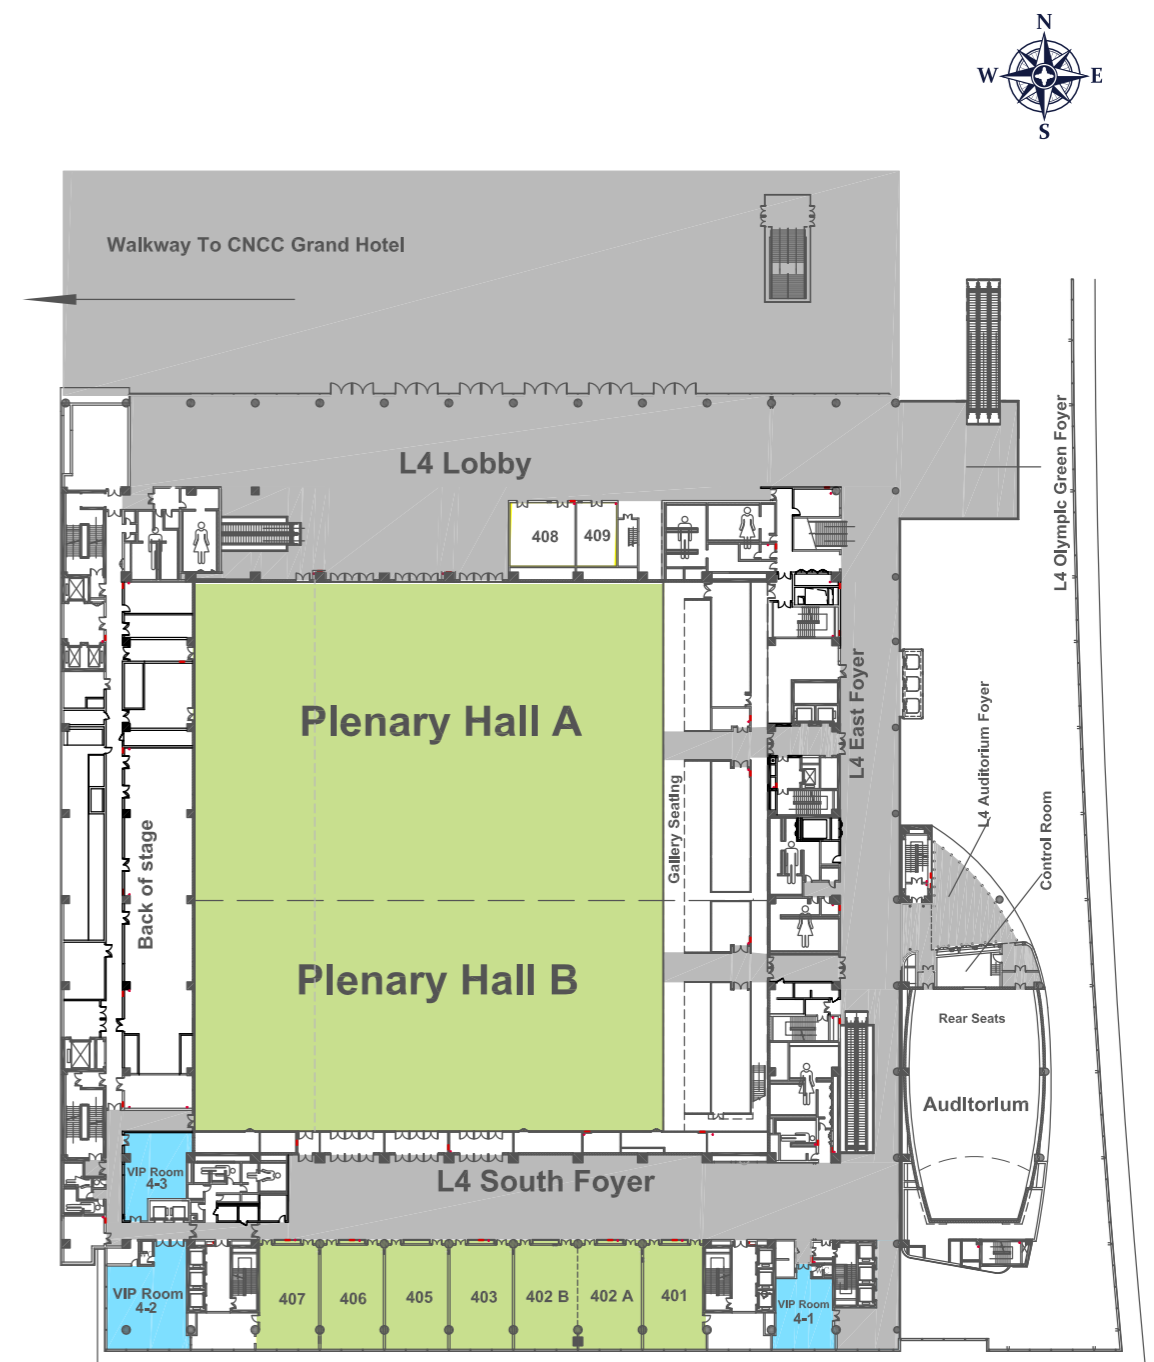 N
W E
S
Walkway To CNCC Grand Hotel
L4 Lobby
L4 Olympic Green Foyer
408
409
Plenary Hall A
L4 East Foyer
L4 Auditorium Foyer
Gallery Seating
Control Room
Back of stage
Plenary Hall B
Rear Seats
Auditorium
VIP Room
4-3
L4 South Foyer
VIP Room
4-2
407
406
405
403
402 B
402 A
401
VIP Room
4-1